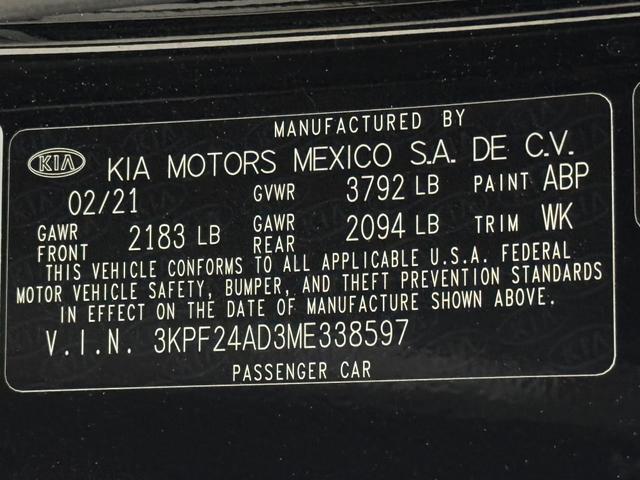 MANUFACTURED BY
KIA KIA MOTORS MEXICO S.A. DE C.V.
02/21 GVWR 3792 LB PAINT ABP
GAWR FRONT 2183 LB GAWR REAR 2094 LB TRIM WK
THIS VEHICLE CONFORMS TO ALL APPLICABLE U.S.A. FEDERAL
MOTOR VEHICLE SAFETY, BUMPER, AND THEFT PREVENTION STANDARDS
IN EFFECT ON THE DATE OF MANUFACTURE SHOWN ABOVE.
V.I.N. 3KPF24AD3ME338597
PASSENGER CAR